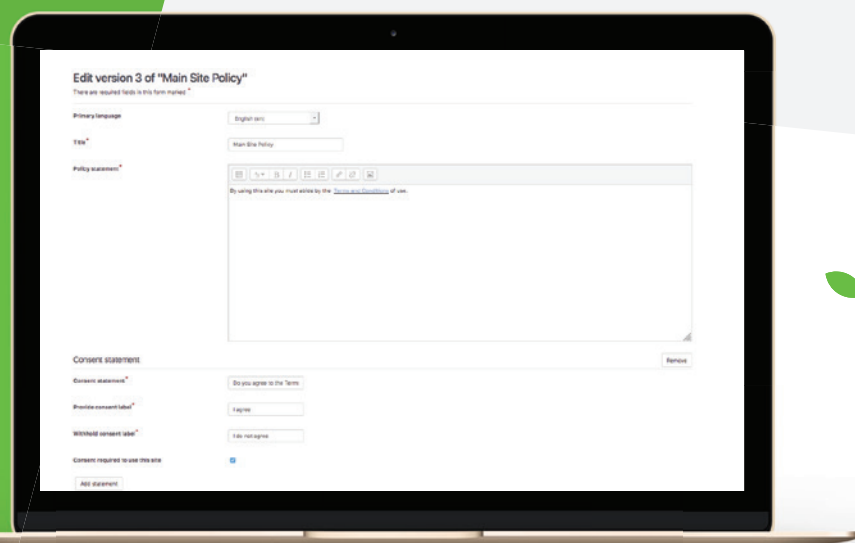 Edit version 3 of "Main Site Policy"
There are required fields in this form marked *
Primary language
English (en)
Title*
Main Site Policy
Policy statement*
By using this site you must abide by the Terms and Conditions of use.
Consent statement
Remove
Consent statement*
Do you agree to the Terms
Provide consent label*
I agree
Withhold consent label*
I do not agree
Consent required to use this site
Add statement